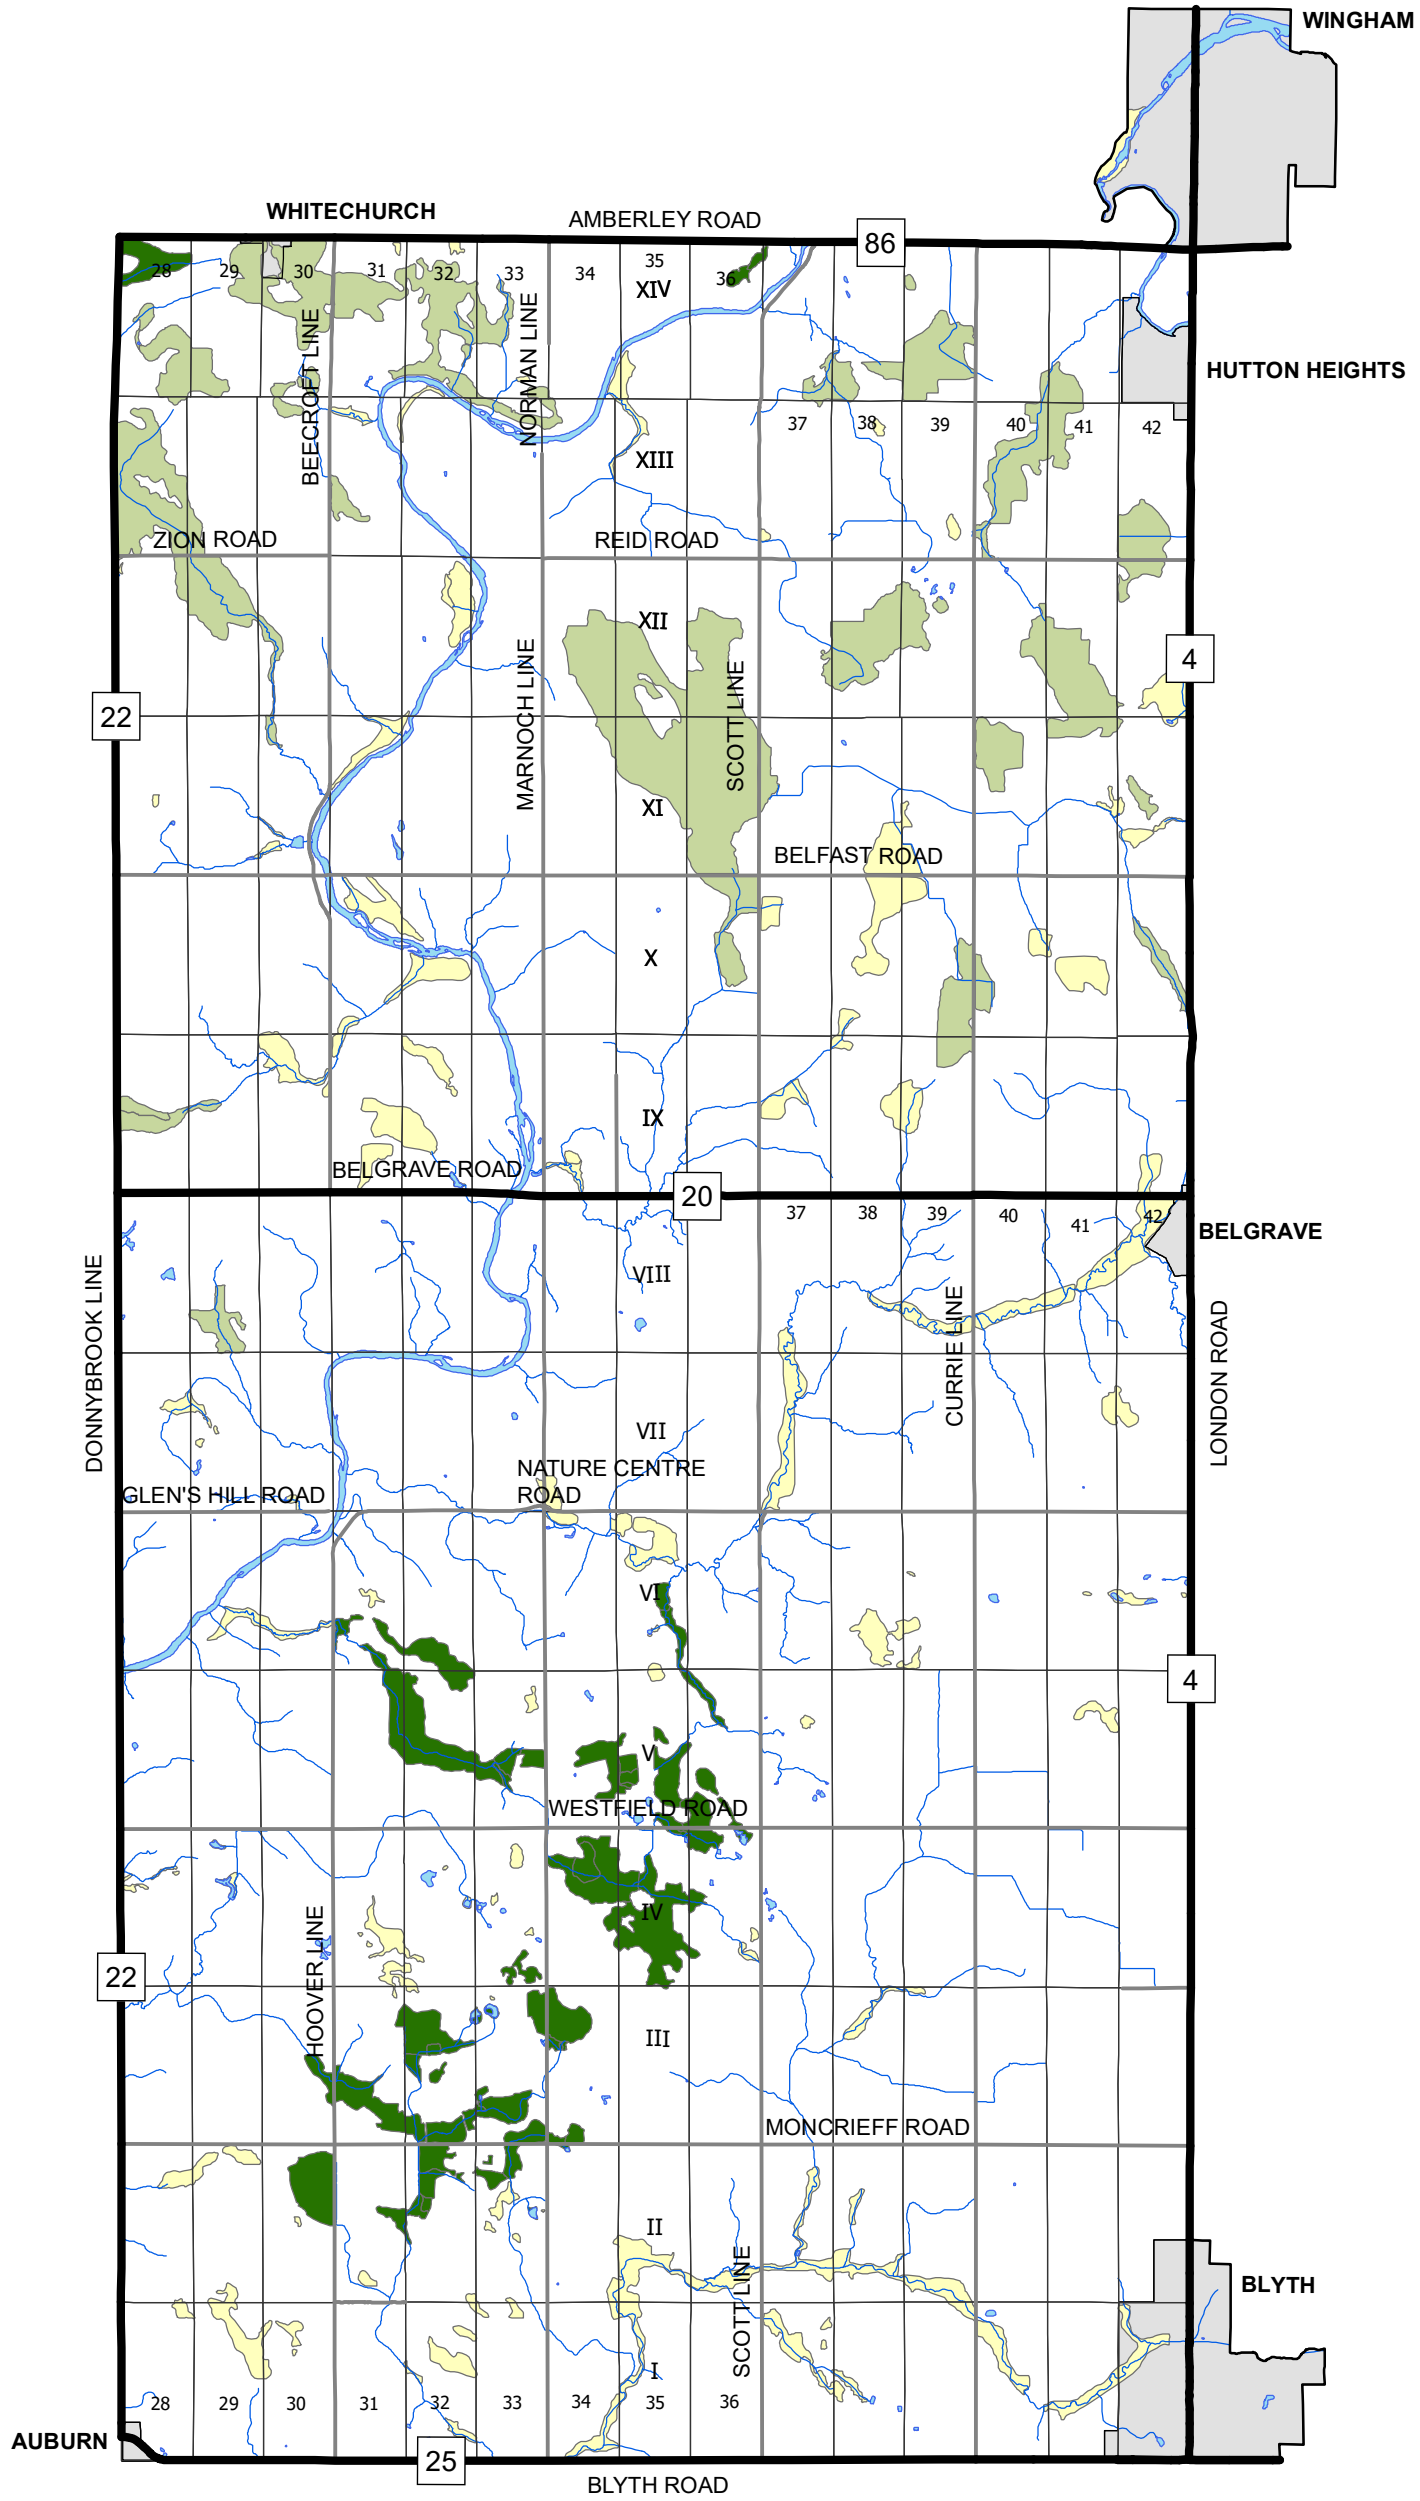 WINGHAM
WHITECHURCH
AMBERLEY ROAD
86
28
29
30
31
32
33
34
35
36
XIV
BEECROFT LINE
NORMAN LINE
HUTTON HEIGHTS
37
38
39
40
41
42
XIII
ZION ROAD
REID ROAD
XII
MARNOCH LINE
SCOTT LINE
4
22
XI
BELFAST ROAD
X
IX
BELGRAVE ROAD
20
37
38
39
40
41
42
BELGRAVE
VIII
DONNYBROOK LINE
CURRIE LINE
LONDON ROAD
VII
NATURE CENTRE
ROAD
GLEN'S HILL ROAD
VI
4
V
WESTFIELD ROAD
IV
HOOVER LINE
22
III
MONCRIEFF ROAD
II
SCOTT LINE
BLYTH
I
28
29
30
31
32
33
34
35
36
AUBURN
25
BLYTH ROAD